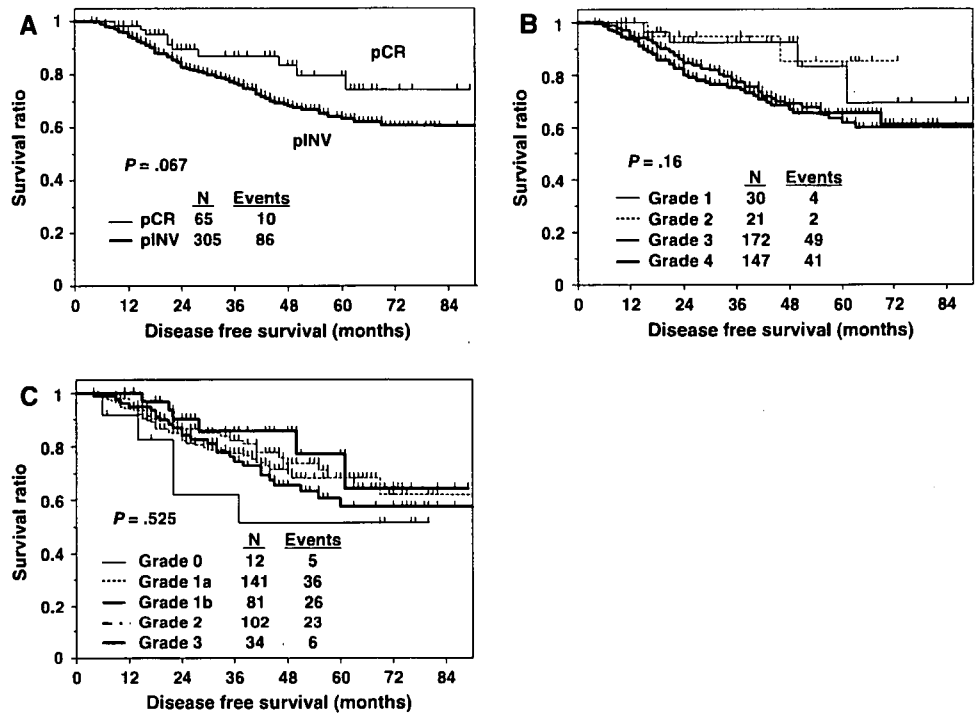 A
Survival ratio
1
0.8
0.6
0.4
0.2
0
pCR
pINV
P = .067
N Events
pCR 65 10
pINV 305 86
0 12 24 36 48 60 72 84
Disease free survival (months)
B
Survival ratio
1
0.8
0.6
0.4
0.2
0
P = .16
N Events
Grade 1 30 4
Grade 2 21 2
Grade 3 172 49
Grade 4 147 41
0 12 24 36 48 60 72 84
Disease free survival (months)
C
Survival ratio
1
0.8
0.6
0.4
0.2
0
P = .525
N Events
Grade 0 12 5
Grade 1a 141 36
Grade 1b 81 26
Grade 2 102 23
Grade 3 34 6
0 12 24 36 48 60 72 84
Disease free survival (months)